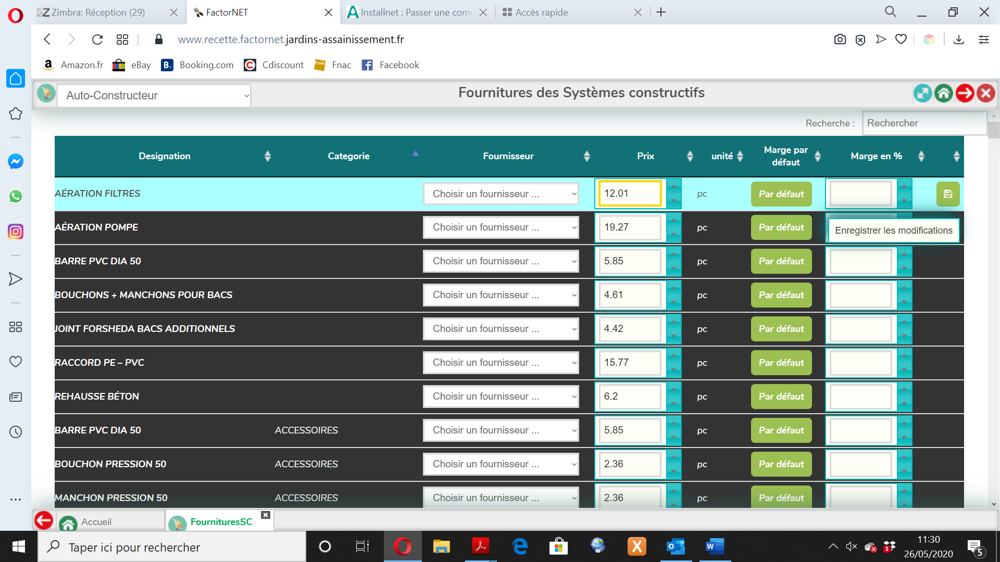 Zimbra: Réception (29)
FactorNET
Installnet : Passer une com
Accès rapide
www.recette.factornet.jardins-assainissement.fr
Amazon.fr
eBay
Booking.com
Cdiscount
Fnac
Facebook
Auto-Constructeur
Fournitures des Systèmes constructifs
Recherche : Rechercher
Designation Categorie Fournisseur Prix unité Marge par défaut Marge en %
AÉRATION FILTRES Choisir un fournisseur ... 12.01 pc Par défaut
AÉRATION POMPE Choisir un fournisseur ... 19.27 pc Par défaut
Enregistrer les modifications
BARRE PVC DIA 50 Choisir un fournisseur ... 5.85 pc Par défaut
BOUCHONS + MANCHONS POUR BACS Choisir un fournisseur ... 4.61 pc Par défaut
JOINT FORSHEDA BACS ADDITIONNELS Choisir un fournisseur ... 4.42 pc Par défaut
RACCORD PE – PVC Choisir un fournisseur ... 15.77 pc Par défaut
REHAUSSE BÉTON Choisir un fournisseur ... 6.2 pc Par défaut
BARRE PVC DIA 50 ACCESSOIRES Choisir un fournisseur ... 5.85 pc Par défaut
BOUCHON PRESSION 50 ACCESSOIRES Choisir un fournisseur ... 2.36 pc Par défaut
MANCHON PRESSION 50 ACCESSOIRES Choisir un fournisseur ... 2.36 pc Par défaut
Accueil
FournituresSC
Taper ici pour rechercher
11:30
26/05/2020
5